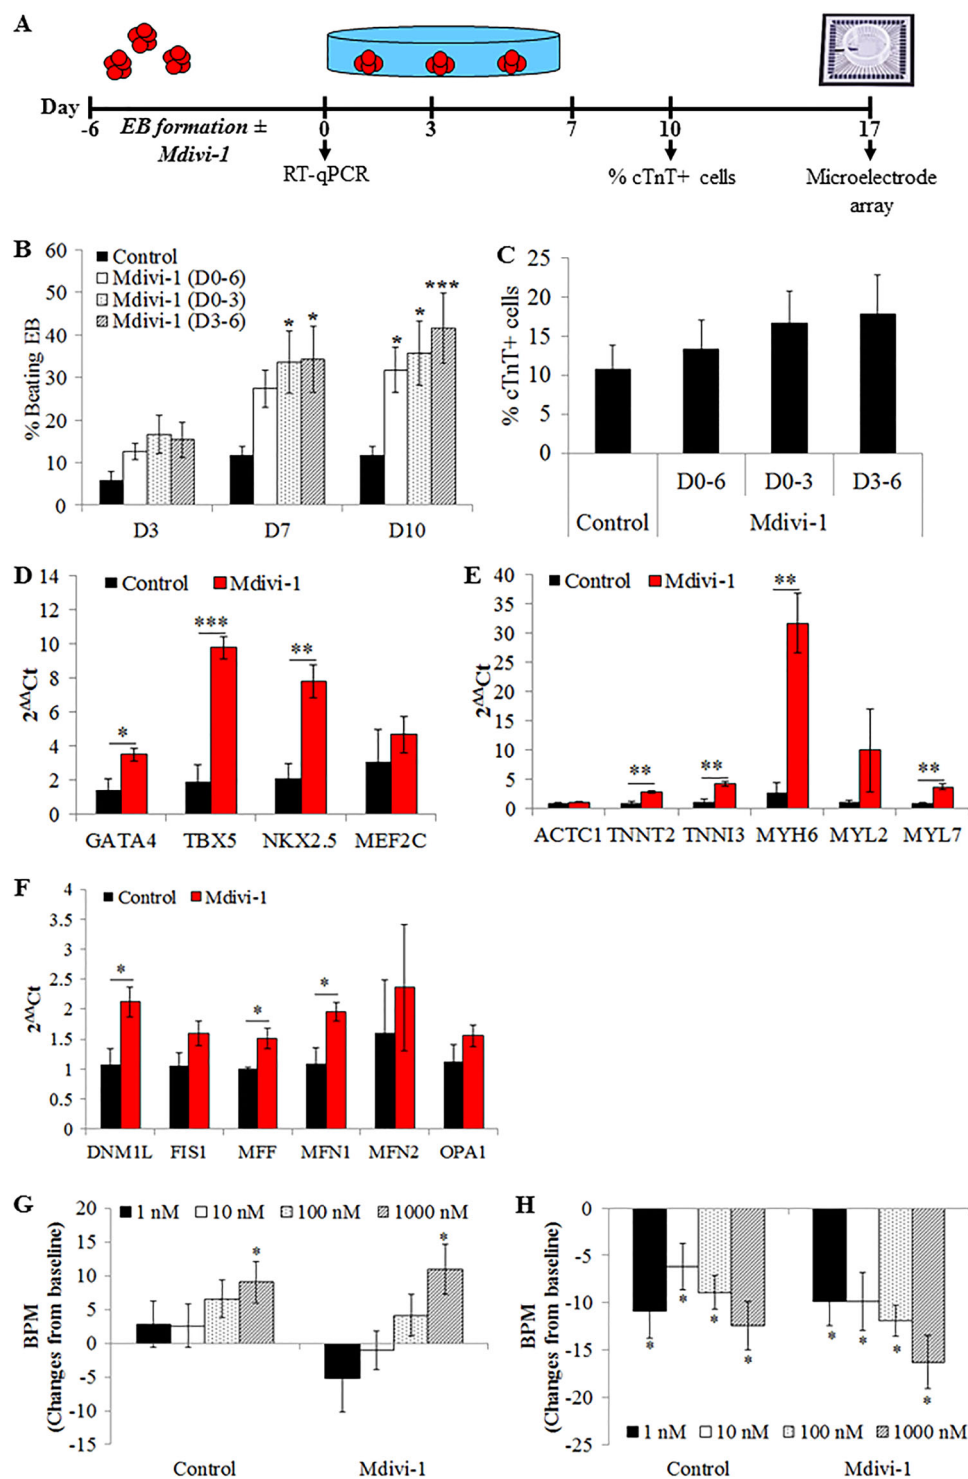 A
Day
-6 EB formation ± 0 3 7 10 17
Mdivi-1
RT-qPCR
% cTnT+ cells
Microelectrode
array
B
% Beating EB
60
50
40
30
20
10
0
Control
Mdivi-1 (D0-6)
Mdivi-1 (D0-3)
Mdivi-1 (D3-6)
* * * * ***
D3 D7 D10
C
% cTnT+ cells
25
20
15
10
5
0
D0-6 D0-3 D3-6
Control Mdivi-1
D
2^ΔΔCt
14
12
10
8
6
4
2
0
Control Mdivi-1
* *** **
GATA4 TBX5 NKX2.5 MEF2C
E
2^ΔΔCt
40
35
30
25
20
15
10
5
0
Control Mdivi-1
** ** ** **
ACTC1 TNNT2 TNNI3 MYH6 MYL2 MYL7
F
2^ΔΔCt
4
3.5
3
2.5
2
1.5
1
0.5
0
Control Mdivi-1
* * *
DNM1L FIS1 MFF MFN1 MFN2 OPA1
G
BPM
(Changes from baseline)
20
15
10
5
0
-5
-10
-15
1 nM 10 nM 100 nM 1000 nM
* *
Control Mdivi-1
H
BPM
(Changes from baseline)
0
-5
-10
-15
-20
-25
* * * * * * * *
1 nM 10 nM 100 nM 1000 nM
Control Mdivi-1